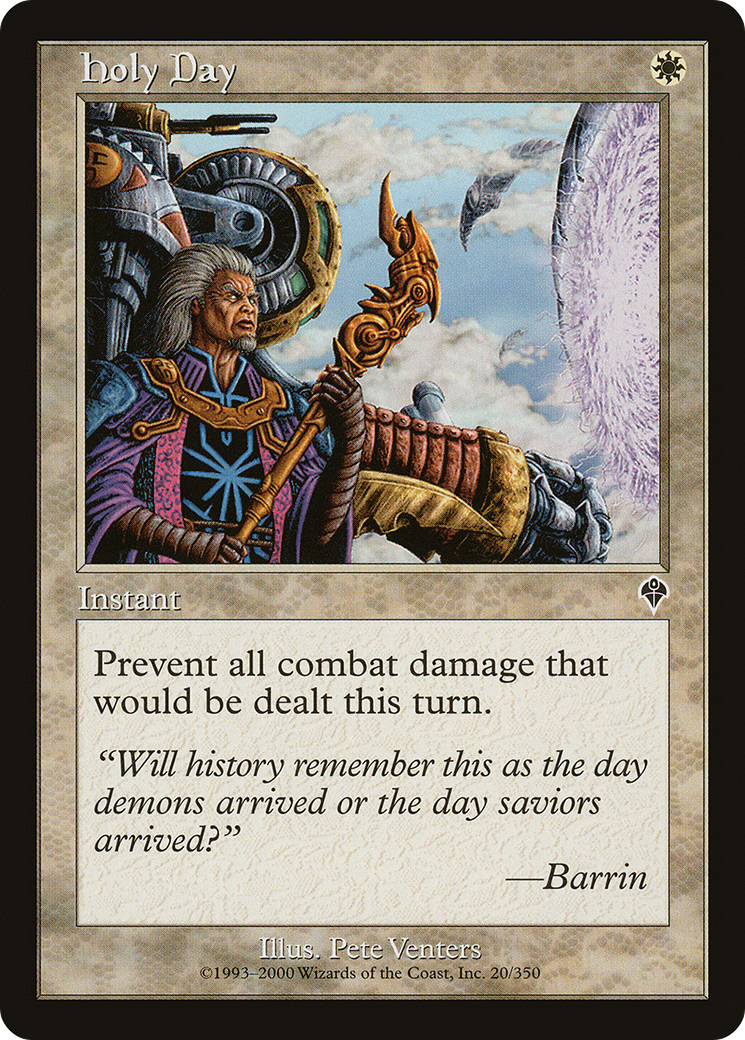 Holy Day
Instant
Prevent all combat damage that
would be dealt this turn.
“Will history remember this as the day
demons arrived or the day saviors
arrived?”
—Barrin
Illus. Pete Venters
©1993–2000 Wizards of the Coast, Inc. 20/350